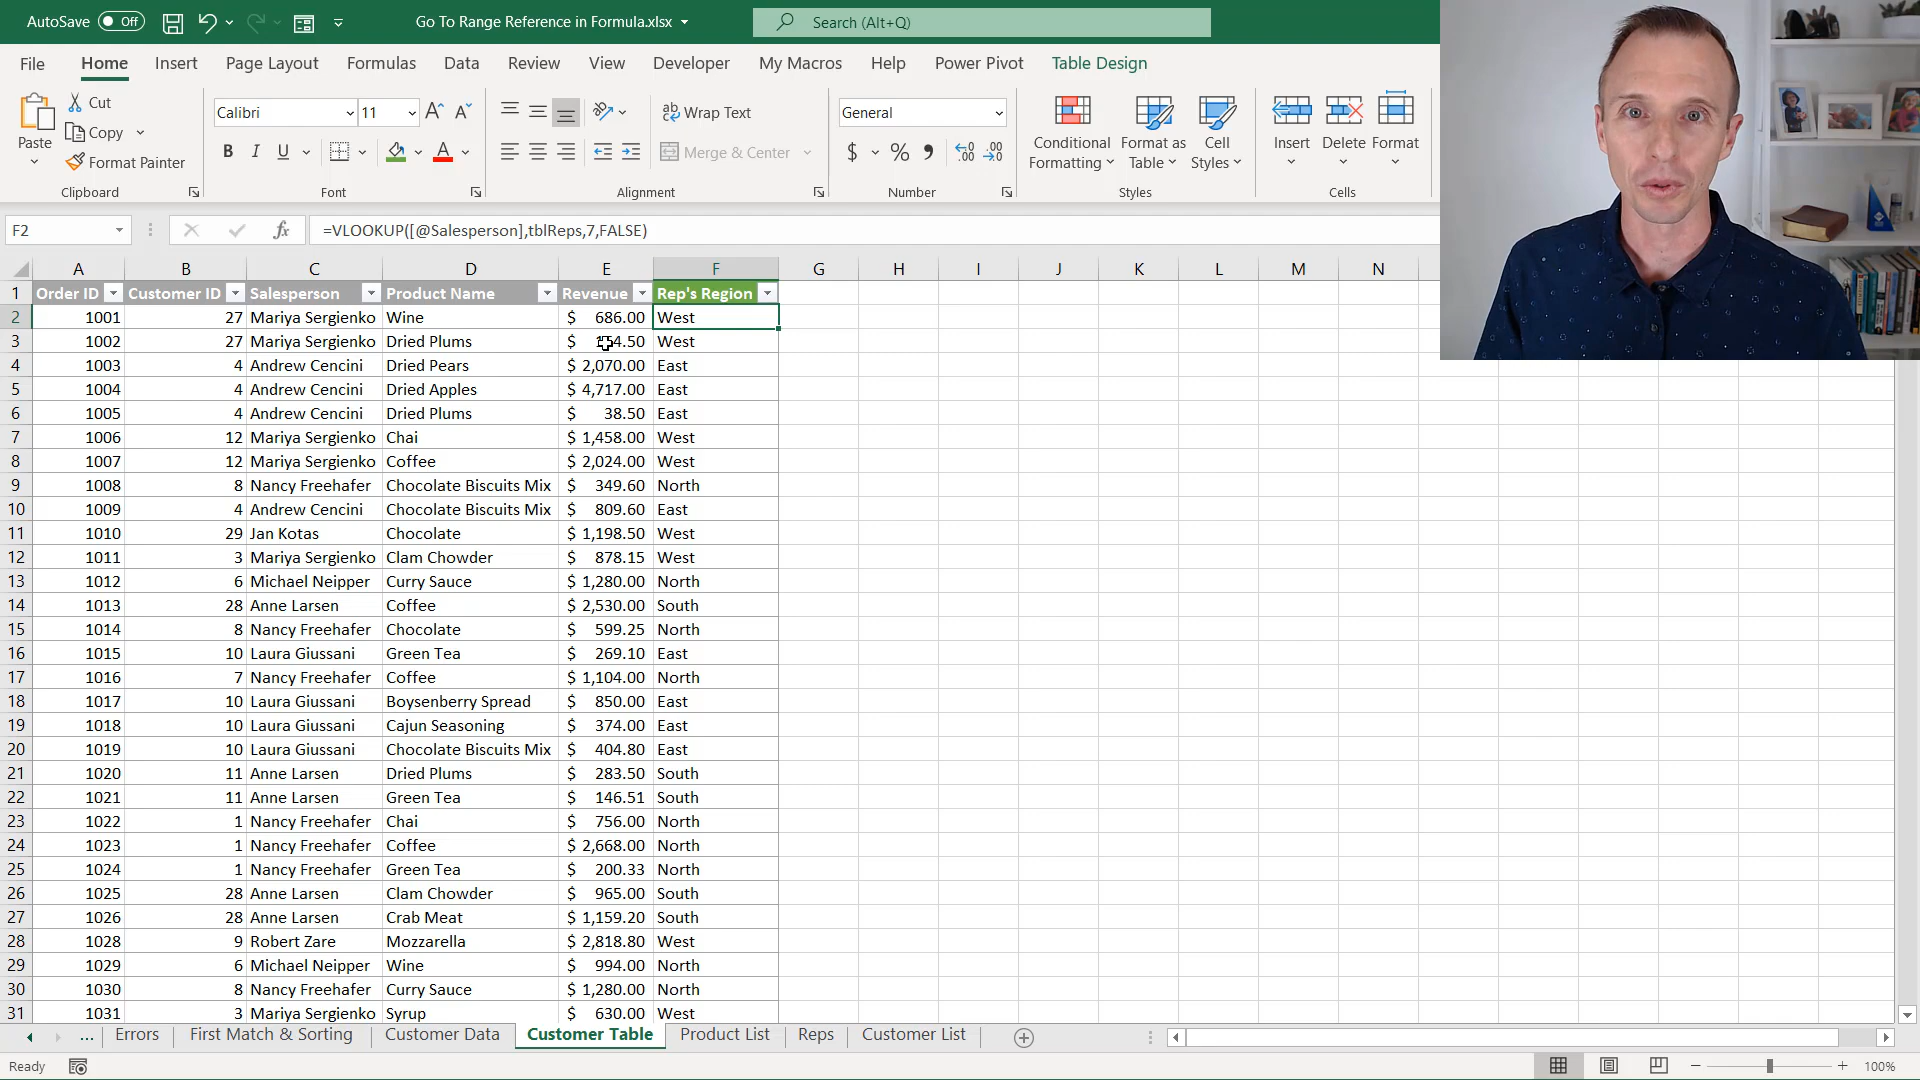 AutoSave Off Go To Range Reference in Formula.xlsx Search (Alt+Q)
File Home Insert Page Layout Formulas Data Review View Developer My Macros Help Power Pivot Table Design
Paste Cut Copy Format Painter Clipboard
Calibri 11 B I U A Font
ab Wrap Text Merge & Center Alignment
General $ % Number
Conditional Formatting Format as Table Cell Styles Styles
Insert Delete Format Cells
F2 fx =VLOOKUP([@Salesperson],tblReps,7,FALSE)
A B C D E F G H I J K L M N
1 Order ID Customer ID Salesperson Product Name Revenue Rep's Region
2 1001 27 Mariya Sergienko Wine $ 686.00 West
3 1002 27 Mariya Sergienko Dried Plums $ West
4 1003 4 Andrew Cencini Dried Pears $ 2,070.00 East
5 1004 4 Andrew Cencini Dried Apples $ 4,717.00 East
6 1005 4 Andrew Cencini Dried Plums $ 38.50 East
7 1006 12 Mariya Sergienko Chai $ 1,458.00 West
8 1007 12 Mariya Sergienko Coffee $ 2,024.00 West
9 1008 8 Nancy Freehafer Chocolate Biscuits Mix $ 349.60 North
10 1009 4 Andrew Cencini Chocolate Biscuits Mix $ 809.60 East
11 1010 29 Jan Kotas Chocolate $ 1,198.50 West
12 1011 3 Mariya Sergienko Clam Chowder $ 878.15 West
13 1012 6 Michael Neipper Curry Sauce $ 1,280.00 North
14 1013 28 Anne Larsen Coffee $ 2,530.00 South
15 1014 8 Nancy Freehafer Chocolate $ 599.25 North
16 1015 10 Laura Giussani Green Tea $ 269.10 East
17 1016 7 Nancy Freehafer Coffee $ 1,104.00 North
18 1017 10 Laura Giussani Boysenberry Spread $ 850.00 East
19 1018 10 Laura Giussani Cajun Seasoning $ 374.00 East
20 1019 10 Laura Giussani Chocolate Biscuits Mix $ 404.80 East
21 1020 11 Anne Larsen Dried Plums $ 283.50 South
22 1021 11 Anne Larsen Green Tea $ 146.51 South
23 1022 1 Nancy Freehafer Chai $ 756.00 North
24 1023 1 Nancy Freehafer Coffee $ 2,668.00 North
25 1024 1 Nancy Freehafer Green Tea $ 200.33 North
26 1025 28 Anne Larsen Clam Chowder $ 965.00 South
27 1026 28 Anne Larsen Crab Meat $ 1,159.20 South
28 1028 9 Robert Zare Mozzarella $ 2,818.80 West
29 1029 6 Michael Neipper Wine $ 994.00 North
30 1030 8 Nancy Freehafer Curry Sauce $ 1,280.00 North
31 1031 3 Mariya Sergienko Syrup $ 630.00 West
... Errors First Match & Sorting Customer Data Customer Table Product List Reps Customer List
Ready 100%